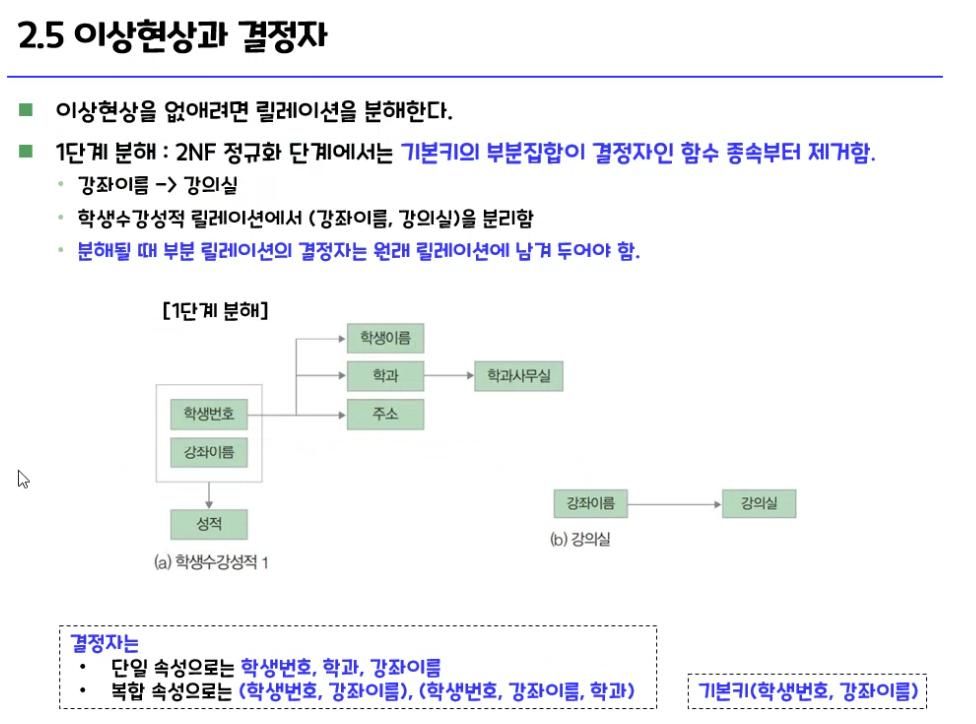 2.5 이상현상과 결정자
이상현상을 없애려면 릴레이션을 분해한다.
1단계 분해 : 2NF 정규화 단계에서는 기본키의 부분집합이 결정자인 함수 종속부터 제거함.
강좌이름 -> 강의실
학생수강성적 릴레이션에서 (강좌이름, 강의실)을 분리함
분해될 때 부분 릴레이션의 결정자는 원래 릴레이션에 남겨 두어야 함.
[1단계 분해]
학생이름
학과
학과사무실
학생번호
주소
강좌이름
성적
(a) 학생수강성적 1
강좌이름
강의실
(b) 강의실
결정자는
단일 속성으로는 학생번호, 학과, 강좌이름
복합 속성으로는 (학생번호, 강좌이름), (학생번호, 강좌이름, 학과)
기본키(학생번호, 강좌이름)